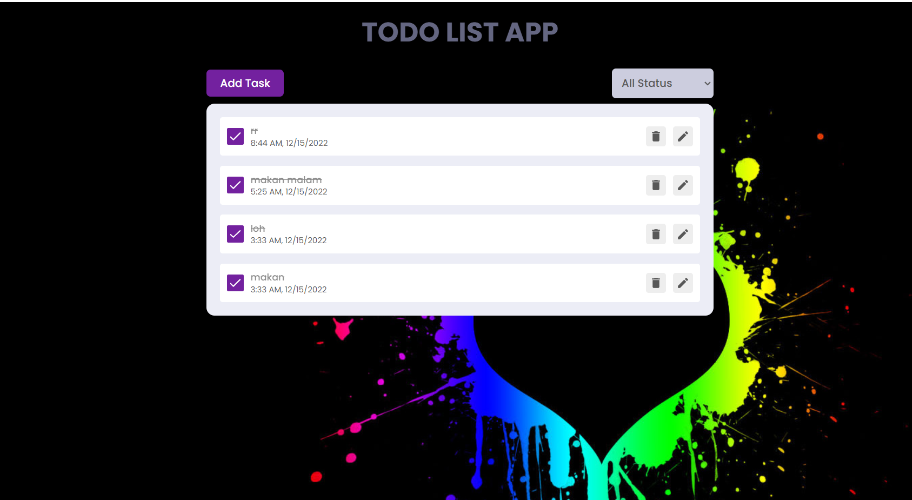 TODO LIST APP
Add Task
All Status
rr
8:44 AM, 12/15/2022
makan malam
5:25 AM, 12/15/2022
ioh
3:33 AM, 12/15/2022
makan
3:33 AM, 12/15/2022